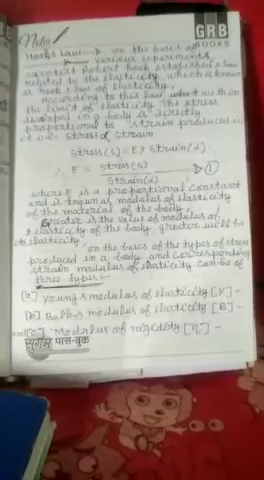 Note
GRB
BOOKS
Hooks Law → on the basis of
various experiments,
scientist Robert hook established a law
related to the elasticity, which is known
as hook's law of elasticity.
according to this law within
the limit of elasticity. The stress
developed in a body is directly
proportional to strain produced in
it i.e. stress α strain
Stress(S) = E x Strain(α).
∴ E = Stress(S) / Strain(α) → ①
where E is a proportional constant
and is known as modulus of elasticity
of the material of the body.
Greater is the value of modulus of
elasticity of the body, greater will be
its elasticity.
on the basis of the types of stress
produced in a body and corresponding
strain modulus of elasticity can be of
three types -
[a] Young's modulus of elasticity [Y] -
[b] Bulk's modulus of elasticity [B] -
[c] Modulus of rigidity [η] -
सुगम पास-बुक